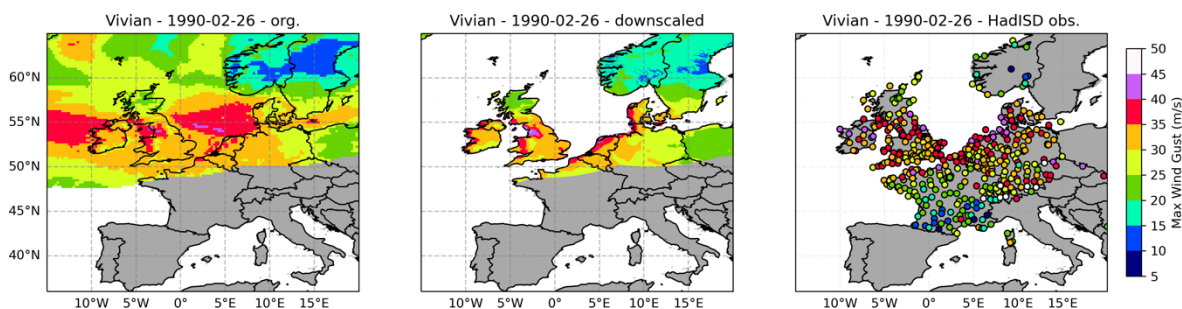 Vivian - 1990-02-26 - org.
Vivian - 1990-02-26 - downscaled
Vivian - 1990-02-26 - HadISD obs.
60°N
55°N
50°N
45°N
40°N
10°W 5°W 0° 5°E 10°E 15°E
10°W 5°W 0° 5°E 10°E 15°E
10°W 5°W 0° 5°E 10°E 15°E
50
45
40
35
30
25
20
15
10
5
Max Wind Gust (m/s)